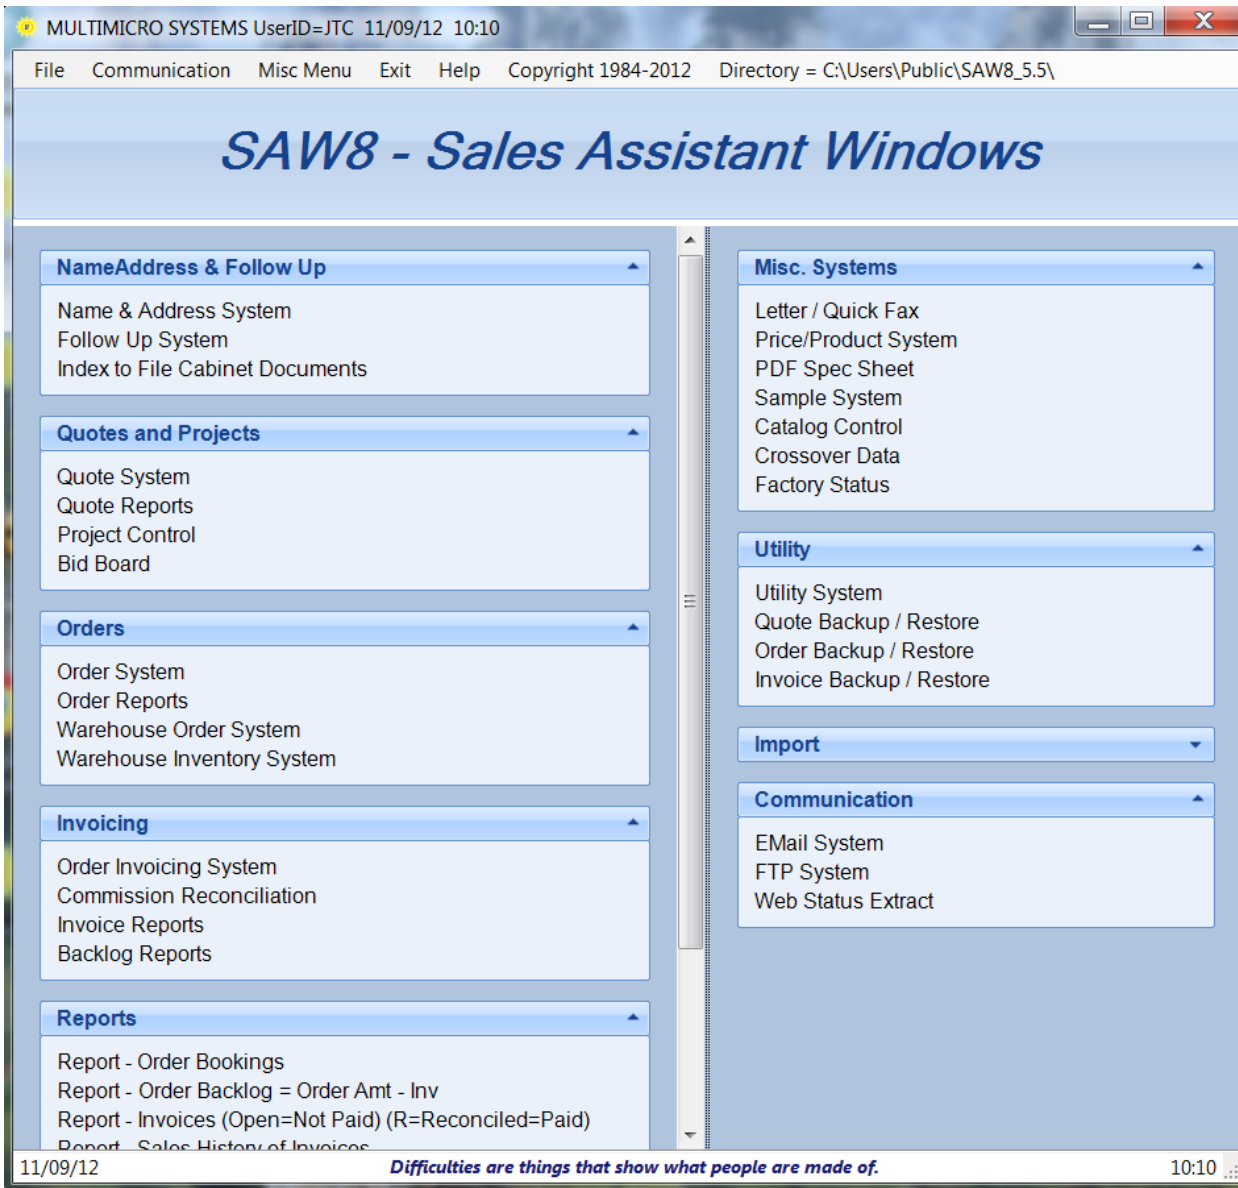 MULTIMICRO SYSTEMS UserID=JTC 11/09/12 10:10
File Communication Misc Menu Exit Help Copyright 1984-2012 Directory = C:\Users\Public\SAW8_5.5\
SAW8 - Sales Assistant Windows
NameAddress & Follow Up
Name & Address System
Follow Up System
Index to File Cabinet Documents
Quotes and Projects
Quote System
Quote Reports
Project Control
Bid Board
Orders
Order System
Order Reports
Warehouse Order System
Warehouse Inventory System
Invoicing
Order Invoicing System
Commission Reconciliation
Invoice Reports
Backlog Reports
Reports
Report - Order Bookings
Report - Order Backlog = Order Amt - Inv
Report - Invoices (Open=Not Paid) (R=Reconciled=Paid)
Report - Sales History of Invoices
Misc. Systems
Letter / Quick Fax
Price/Product System
PDF Spec Sheet
Sample System
Catalog Control
Crossover Data
Factory Status
Utility
Utility System
Quote Backup / Restore
Order Backup / Restore
Invoice Backup / Restore
Import
Communication
EMail System
FTP System
Web Status Extract
11/09/12 Difficulties are things that show what people are made of. 10:10